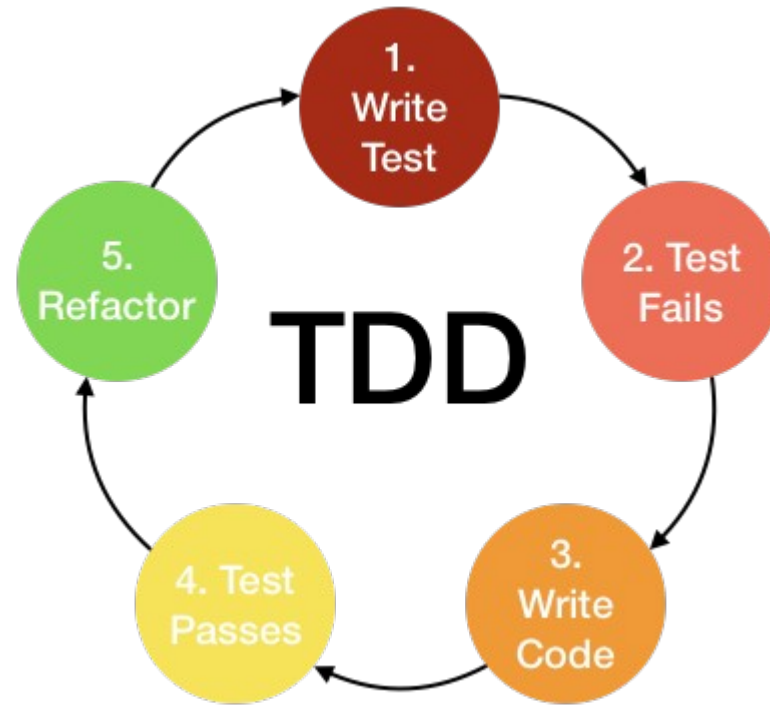 1.
Write
Test
2. Test
Fails
3.
Write
Code
4. Test
Passes
5.
Refactor
TDD